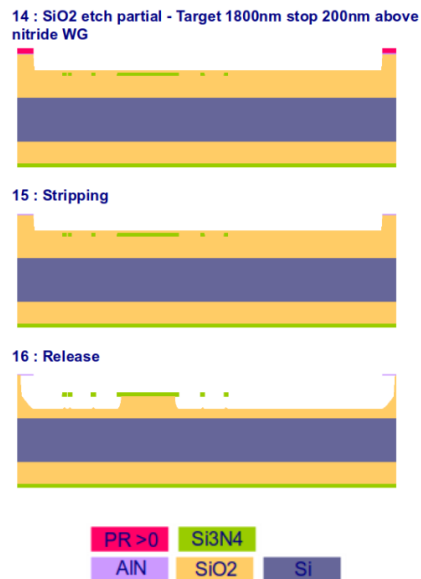 14 : SiO2 etch partial - Target 1800nm stop 200nm above
nitride WG
15 : Stripping
16 : Release
PR >0 Si3N4
AlN SiO2 Si